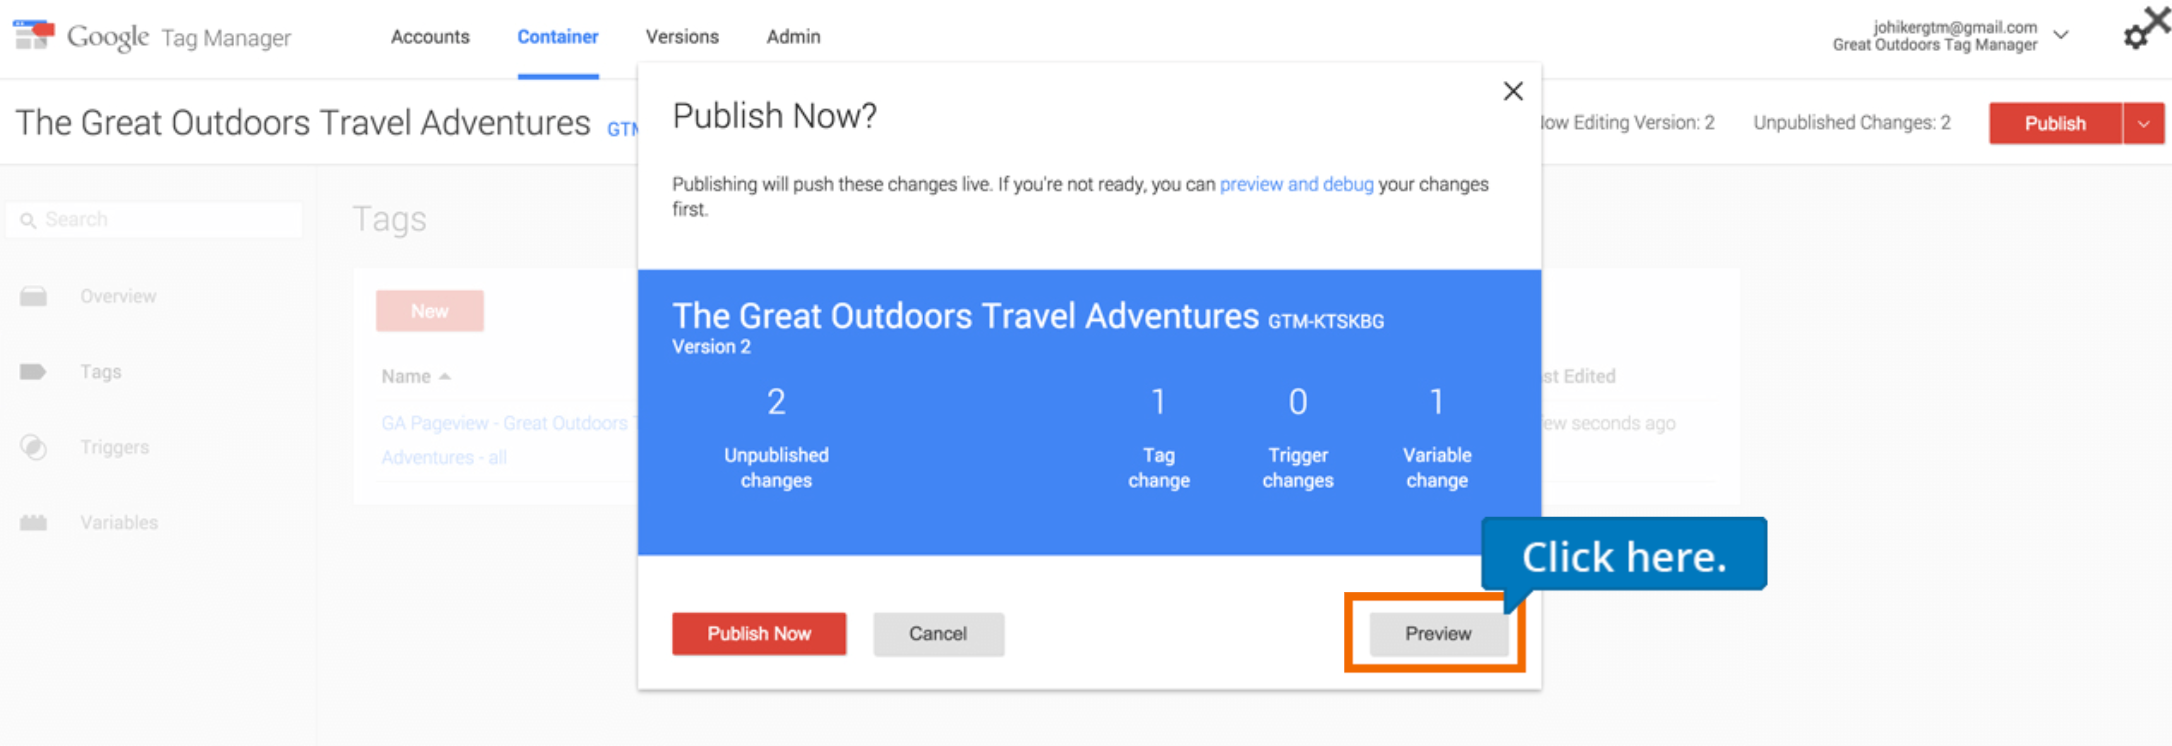 Google Tag Manager
Accounts
Container
Versions
Admin
johikergtm@gmail.com
Great Outdoors Tag Manager
The Great Outdoors Travel Adventures GTM
Now Editing Version: 2
Unpublished Changes: 2
Publish
Publish Now?
Publishing will push these changes live. If you're not ready, you can preview and debug your changes
first.
Search
Overview
Tags
Triggers
Variables
Tags
New
Name
GA Pageview - Great Outdoors
Adventures - all
Edited
seconds ago
The Great Outdoors Travel Adventures GTM-KTSKBG
Version 2
2
Unpublished
changes
1
Tag
change
0
Trigger
changes
1
Variable
change
Click here.
Publish Now
Cancel
Preview